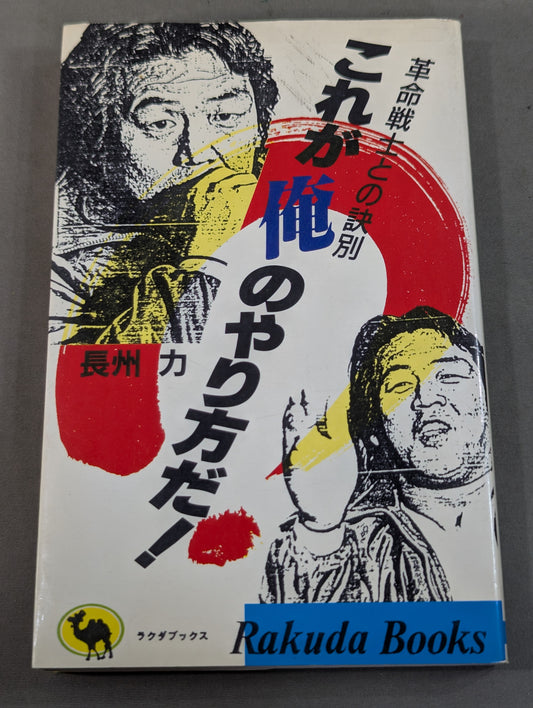 革命戦士との訣別
これが俺のやり方だ!
長州 力
ラクダブックス
Rakuda Books